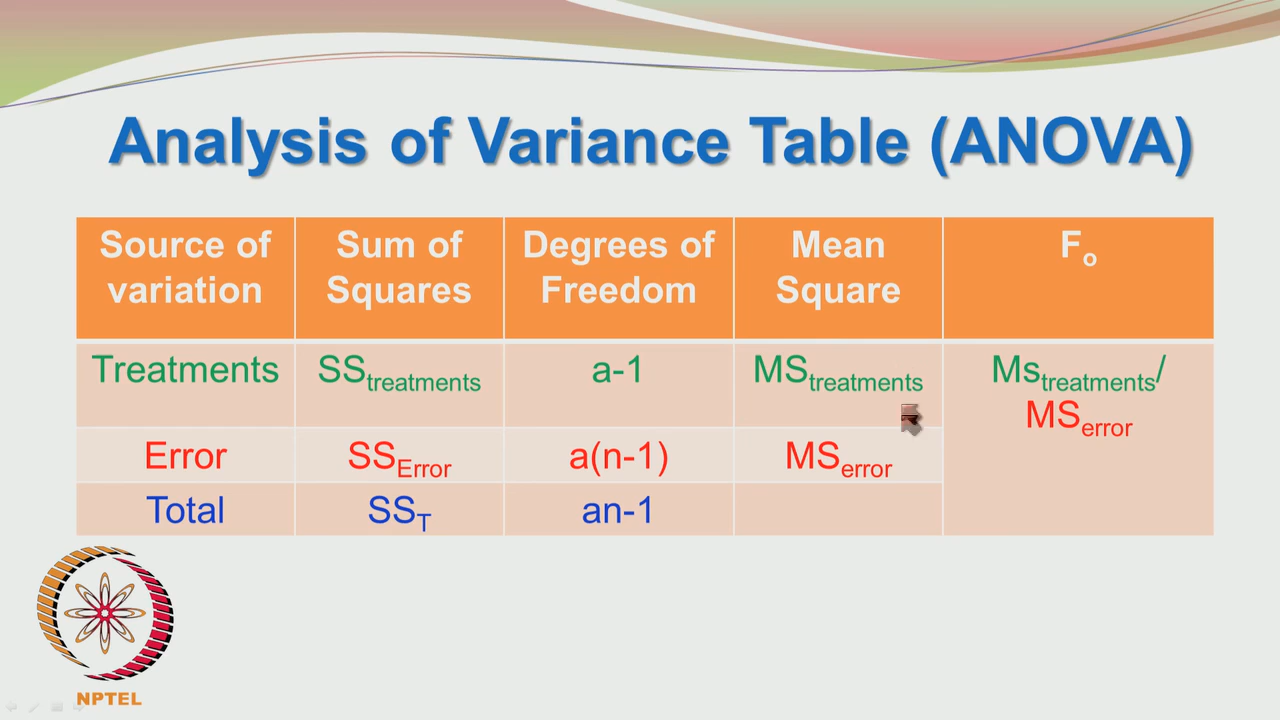 Analysis of Variance Table (ANOVA)
Source of variation | Sum of Squares | Degrees of Freedom | Mean Square | Fo
Treatments | SStreatments | a-1 | MStreatments | Mstreatments/ MSerror
Error | SSError | a(n-1) | MSerror
Total | SST | an-1
NPTEL